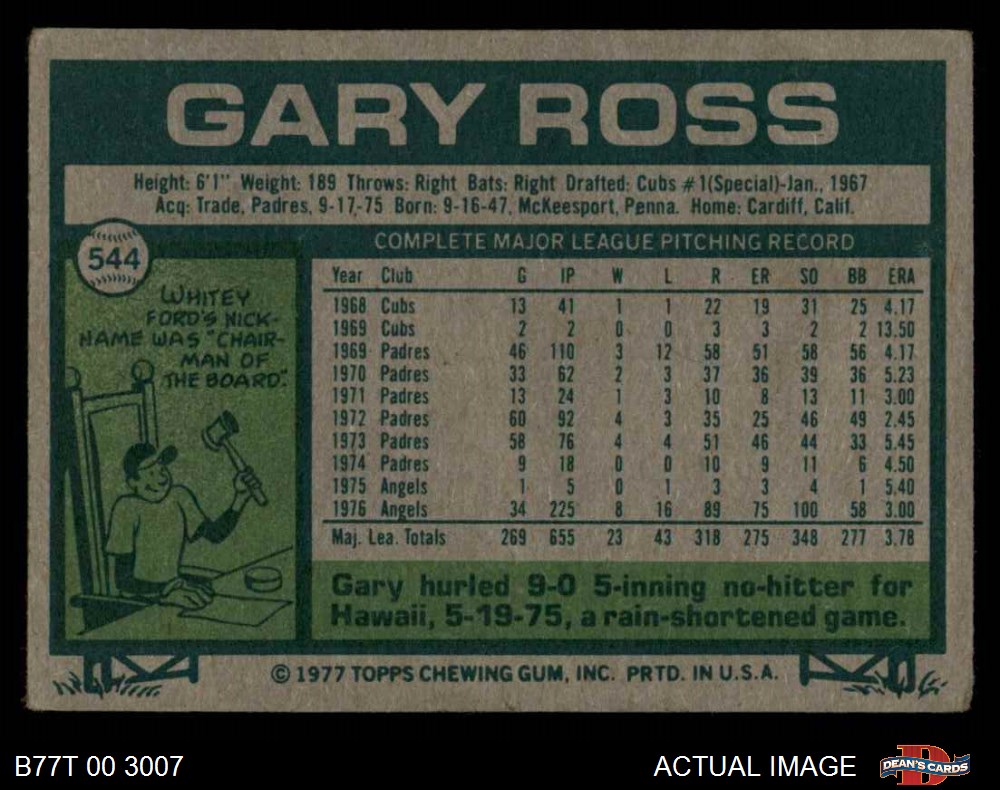 GARY ROSS
Height: 6'1" Weight: 189 Throws: Right Bats: Right Drafted: Cubs #1(Special)-Jan., 1967
Acq: Trade, Padres, 9-17-75 Born: 9-16-47, McKeesport, Penna. Home: Cardiff, Calif.
544
WHITEY
FORD'S NICK-
NAME WAS "CHAIR-
MAN OF
THE BOARD."
COMPLETE MAJOR LEAGUE PITCHING RECORD
Year Club G IP W L R ER SO BB ERA
1968 Cubs 13 41 1 1 22 19 31 25 4.17
1969 Cubs 2 2 0 0 3 3 2 2 13.50
1969 Padres 46 110 3 12 58 51 58 56 4.17
1970 Padres 33 62 2 3 37 36 39 36 5.23
1971 Padres 13 24 1 3 10 8 13 11 3.00
1972 Padres 60 92 4 3 35 25 46 49 2.45
1973 Padres 58 76 4 4 51 46 44 33 5.45
1974 Padres 9 18 0 0 10 9 11 6 4.50
1975 Angels 1 5 0 1 3 3 4 1 5.40
1976 Angels 34 225 8 16 89 75 100 58 3.00
Maj. Lea. Totals 269 655 23 43 318 275 348 277 3.78
Gary hurled 9-0 5-inning no-hitter for
Hawaii, 5-19-75, a rain-shortened game.
© 1977 TOPPS CHEWING GUM, INC. PRTD. IN U.S.A.
B77T 00 3007 ACTUAL IMAGE DEAN'S CARDS